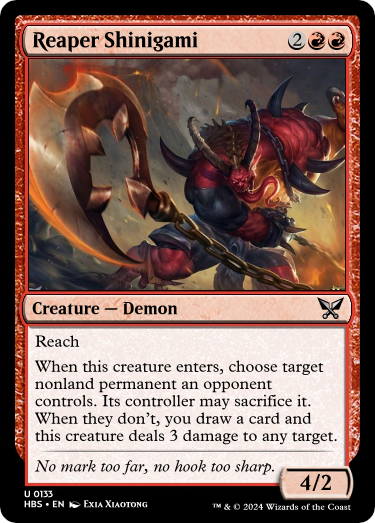 Reaper Shinigami 2
Creature — Demon
Reach
When this creature enters, choose target
nonland permanent an opponent
controls. Its controller may sacrifice it.
When they don't, you draw a card and
this creature deals 3 damage to any target.
No mark too far, no hook too sharp.
4/2
U 0133
HBS • EN Exia Xiaotong
™ & © 2024 Wizards of the Coast